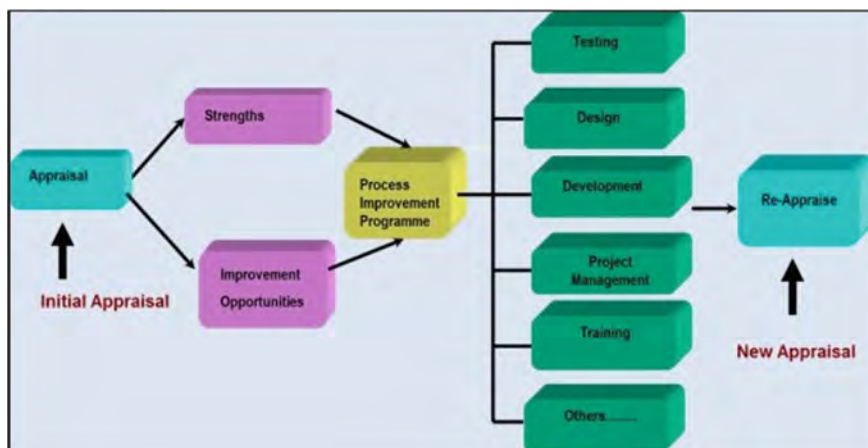 Appraisal
Initial Appraisal
Strengths
Improvement
Opportunities
Process
Improvement
Programme
Testing
Design
Development
Project
Management
Training
Others.........
Re-Appraise
New Appraisal